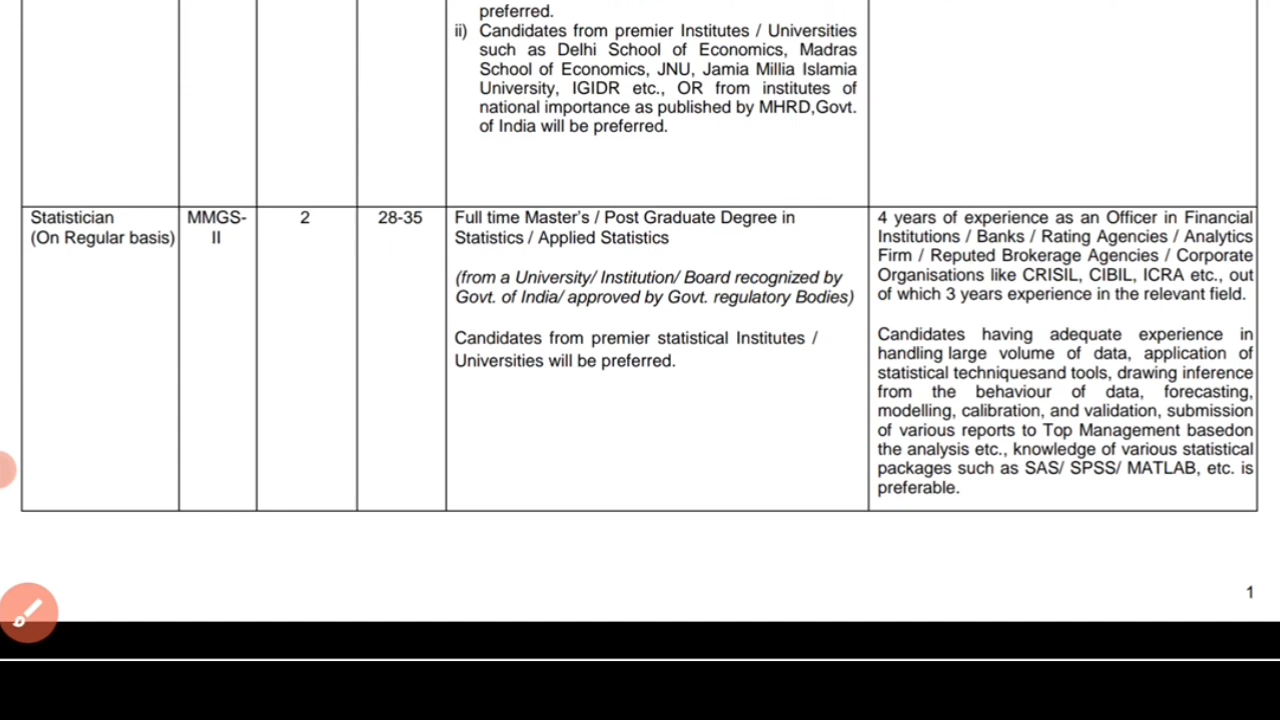 preferred.
ii) Candidates from premier Institutes / Universities
such as Delhi School of Economics, Madras
School of Economics, JNU, Jamia Millia Islamia
University, IGIDR etc., OR from institutes of
national importance as published by MHRD,Govt.
of India will be preferred.
Statistician
(On Regular basis)
MMGS-
II
2
28-35
Full time Master's / Post Graduate Degree in
Statistics / Applied Statistics
(from a University/ Institution/ Board recognized by
Govt. of India/ approved by Govt. regulatory Bodies)
Candidates from premier statistical Institutes /
Universities will be preferred.
4 years of experience as an Officer in Financial
Institutions / Banks / Rating Agencies / Analytics
Firm / Reputed Brokerage Agencies / Corporate
Organisations like CRISIL, CIBIL, ICRA etc., out
of which 3 years experience in the relevant field.
Candidates having adequate experience in
handling large volume of data, application of
statistical techniquesand tools, drawing inference
from the behaviour of data, forecasting,
modelling, calibration, and validation, submission
of various reports to Top Management basedon
the analysis etc., knowledge of various statistical
packages such as SAS/ SPSS/ MATLAB, etc. is
preferable.
1